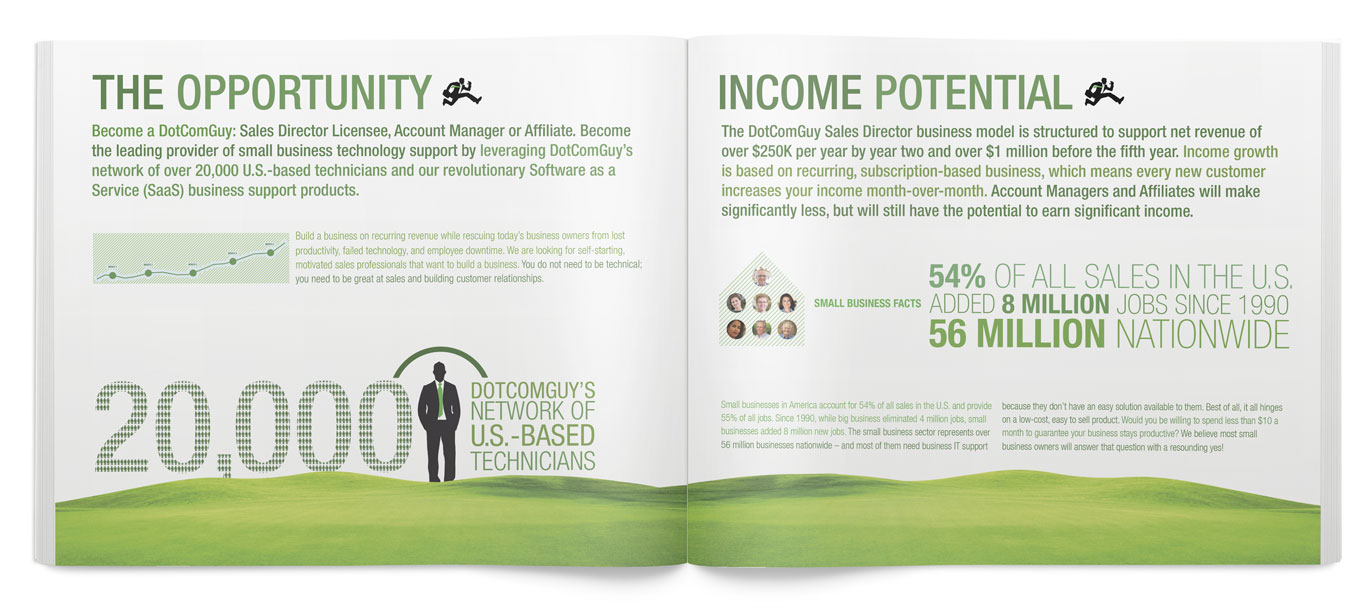 THE OPPORTUNITY
Become a DotComGuy: Sales Director Licensee, Account Manager or Affiliate. Become
the leading provider of small business technology support by leveraging DotComGuy's
network of over 20,000 U.S.-based technicians and our revolutionary Software as a
Service (SaaS) business support products.
Build a business on recurring revenue while rescuing today's business owners from lost
productivity, failed technology, and employee downtime. We are looking for self-starting,
motivated sales professionals that want to build a business. You do not need to be technical;
you need to be great at sales and building customer relationships.
20,000
DOTCOMGUY'S
NETWORK OF
U.S.-BASED
TECHNICIANS
INCOME POTENTIAL
The DotComGuy Sales Director business model is structured to support net revenue of
over $250K per year by year two and over $1 million before the fifth year. Income growth
is based on recurring, subscription-based business, which means every new customer
increases your income month-over-month. Account Managers and Affiliates will make
significantly less, but will still have the potential to earn significant income.
SMALL BUSINESS FACTS
54% OF ALL SALES IN THE U.S.
ADDED 8 MILLION JOBS SINCE 1990
56 MILLION NATIONWIDE
Small businesses in America account for 54% of all sales in the U.S. and provide
55% of all jobs. Since 1990, while big business eliminated 4 million jobs, small
businesses added 8 million new jobs. The small business sector represents over
56 million businesses nationwide – and most of them need business IT support
because they don't have an easy solution available to them. Best of all, it all hinges
on a low-cost, easy to sell product. Would you be willing to spend less than $10 a
month to guarantee your business stays productive? We believe most small
business owners will answer that question with a resounding yes!